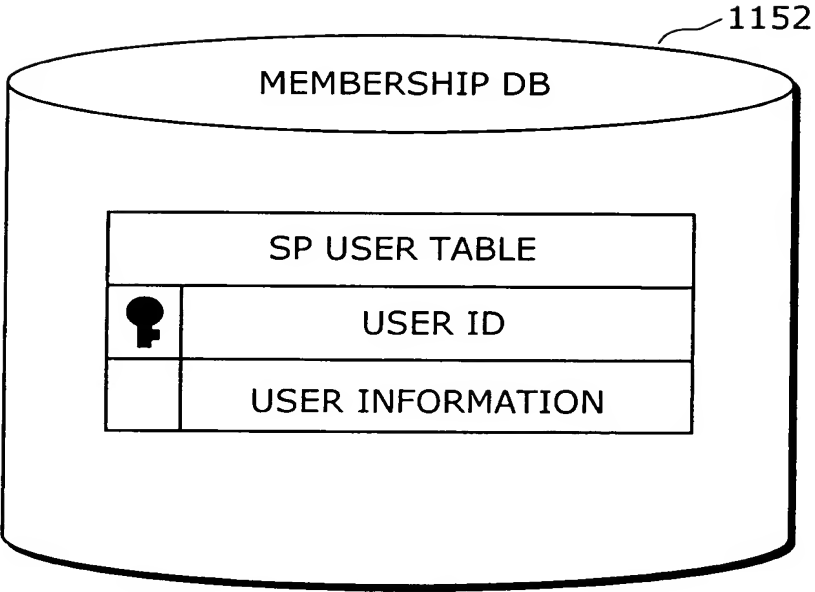 1152
MEMBERSHIP DB
SP USER TABLE
USER ID
USER INFORMATION